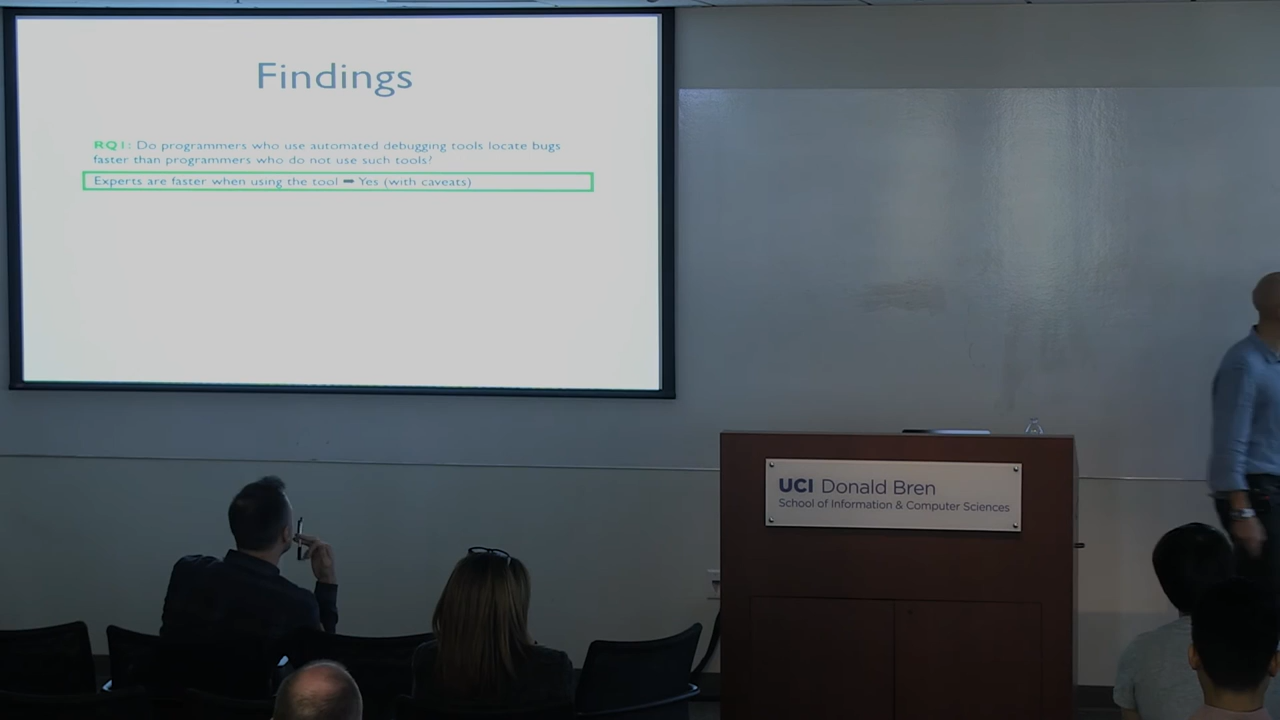 Findings
RQ1: Do programmers who use automated debugging tools locate bugs
faster than programmers who do not use such tools?
Experts are faster when using the tool ➡ Yes (with caveats)
UCI Donald Bren
School of Information & Computer Sciences